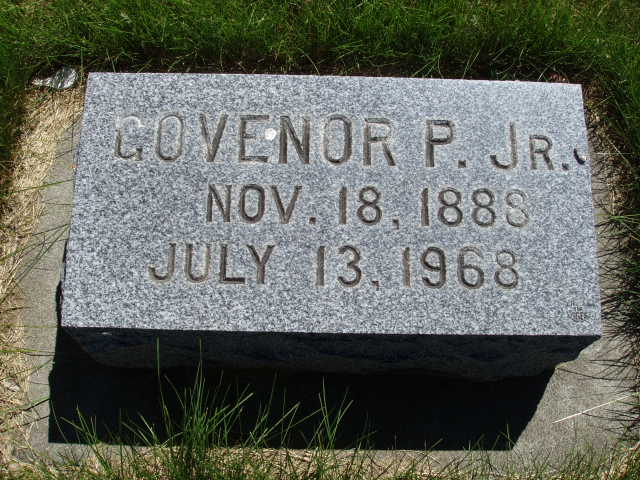 GOVENOR P. JR.
NOV. 18, 1888
JULY 13, 1968